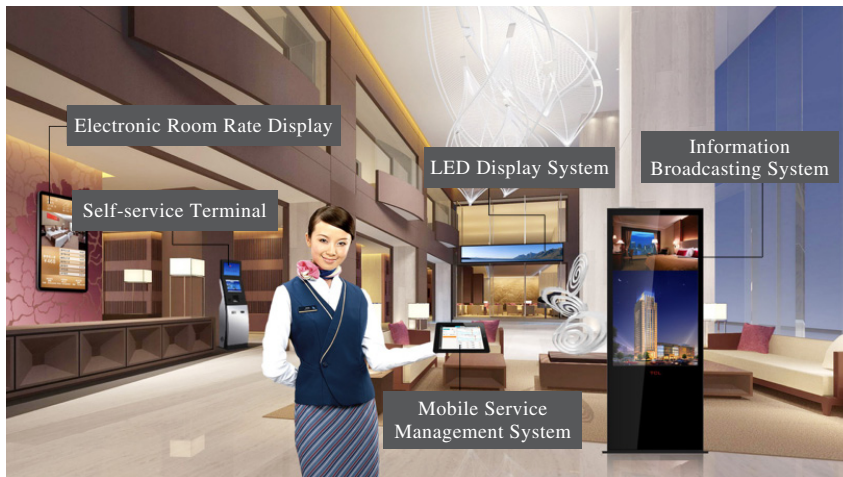 Electronic Room Rate Display
LED Display System
Information
Broadcasting System
Self-service Terminal
Mobile Service
Management System